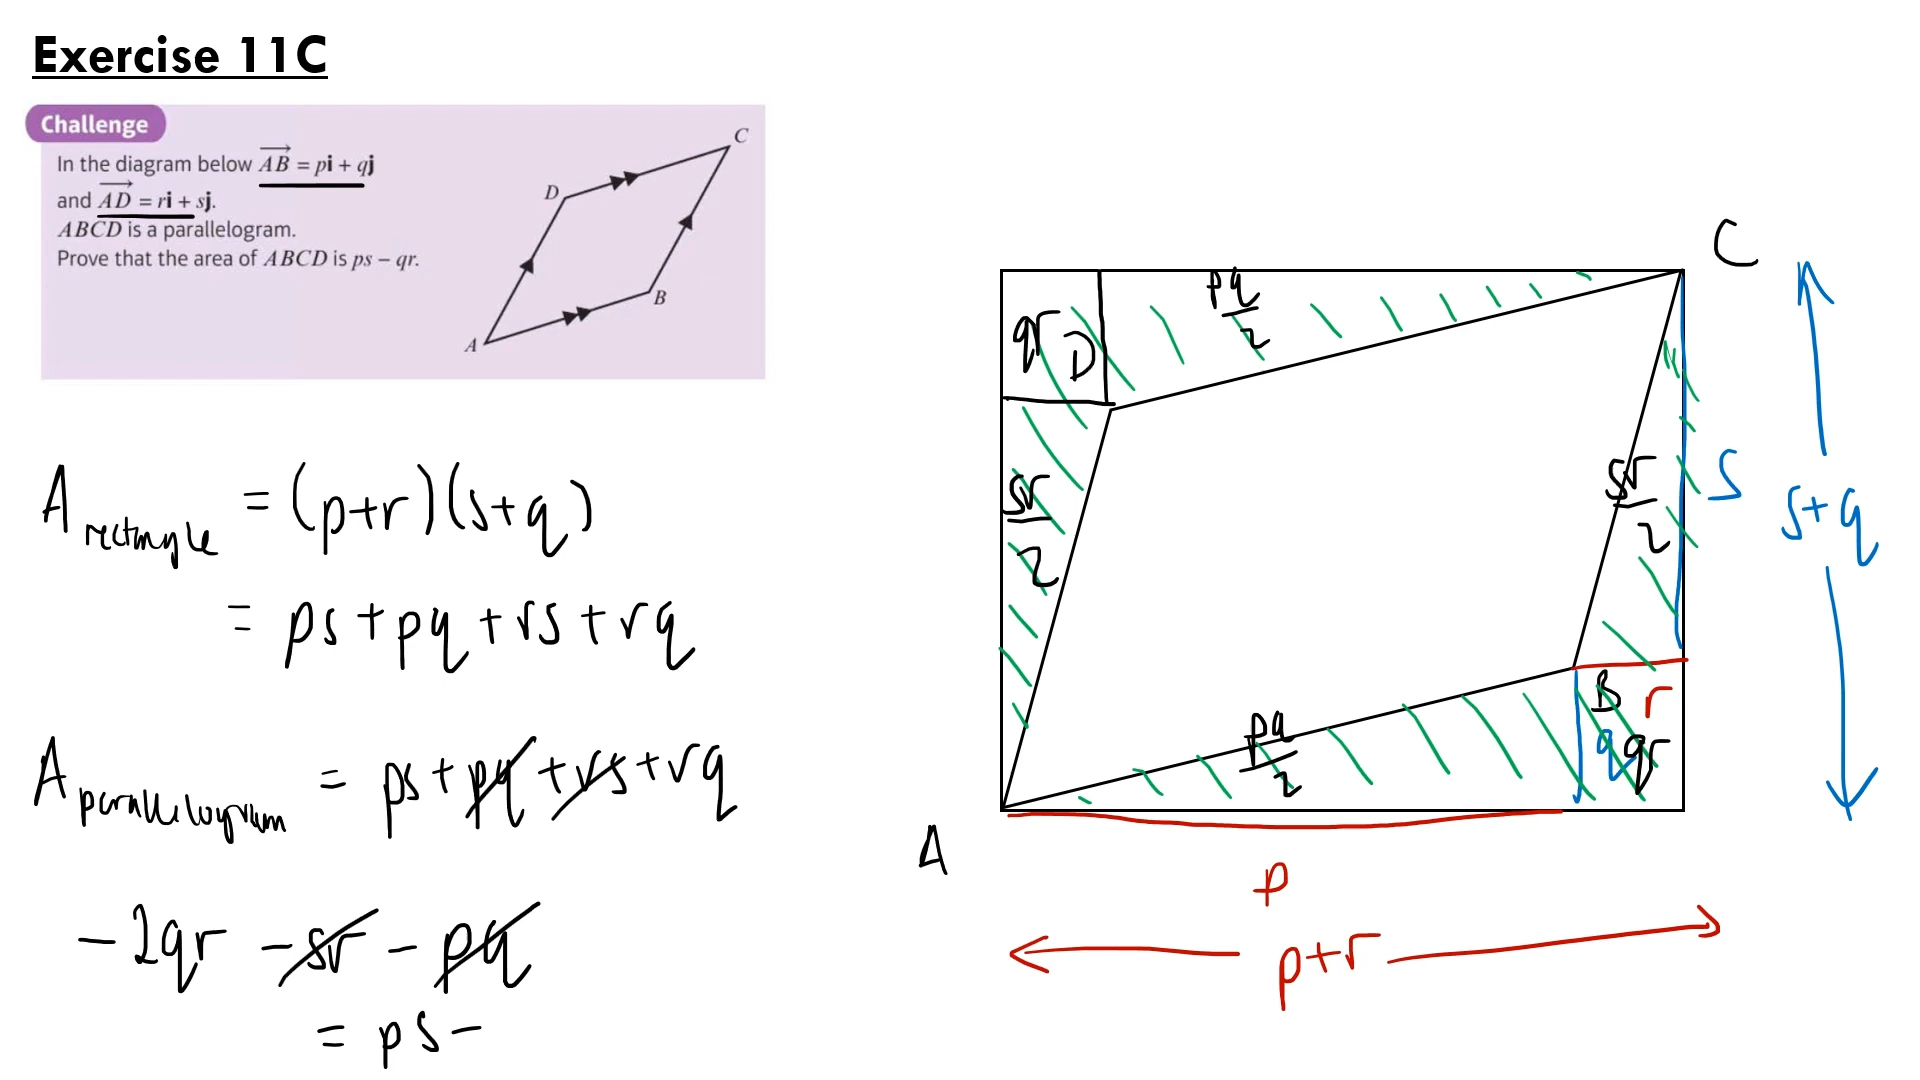 Exercise 11C
Challenge
In the diagram below AB = pi + qj
and AD = ri + sj.
ABCD is a parallelogram.
Prove that the area of ABCD is ps – qr.
D
C
B
A
A rectangle = (p+r)(s+q)
= ps + pq + rs + rq
A parallelogram = ps + pq + rs + rq
- 2qr - sr - pq
= ps -
C
qr
D
pq/2
sr/2
sr/2
s
s+q
B
r
q
qr
pq/2
A
p
p+r